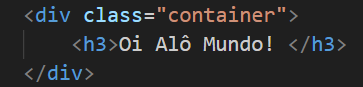 <div class="container">
    <h3>Oi Alô Mundo! </h3>
</div>